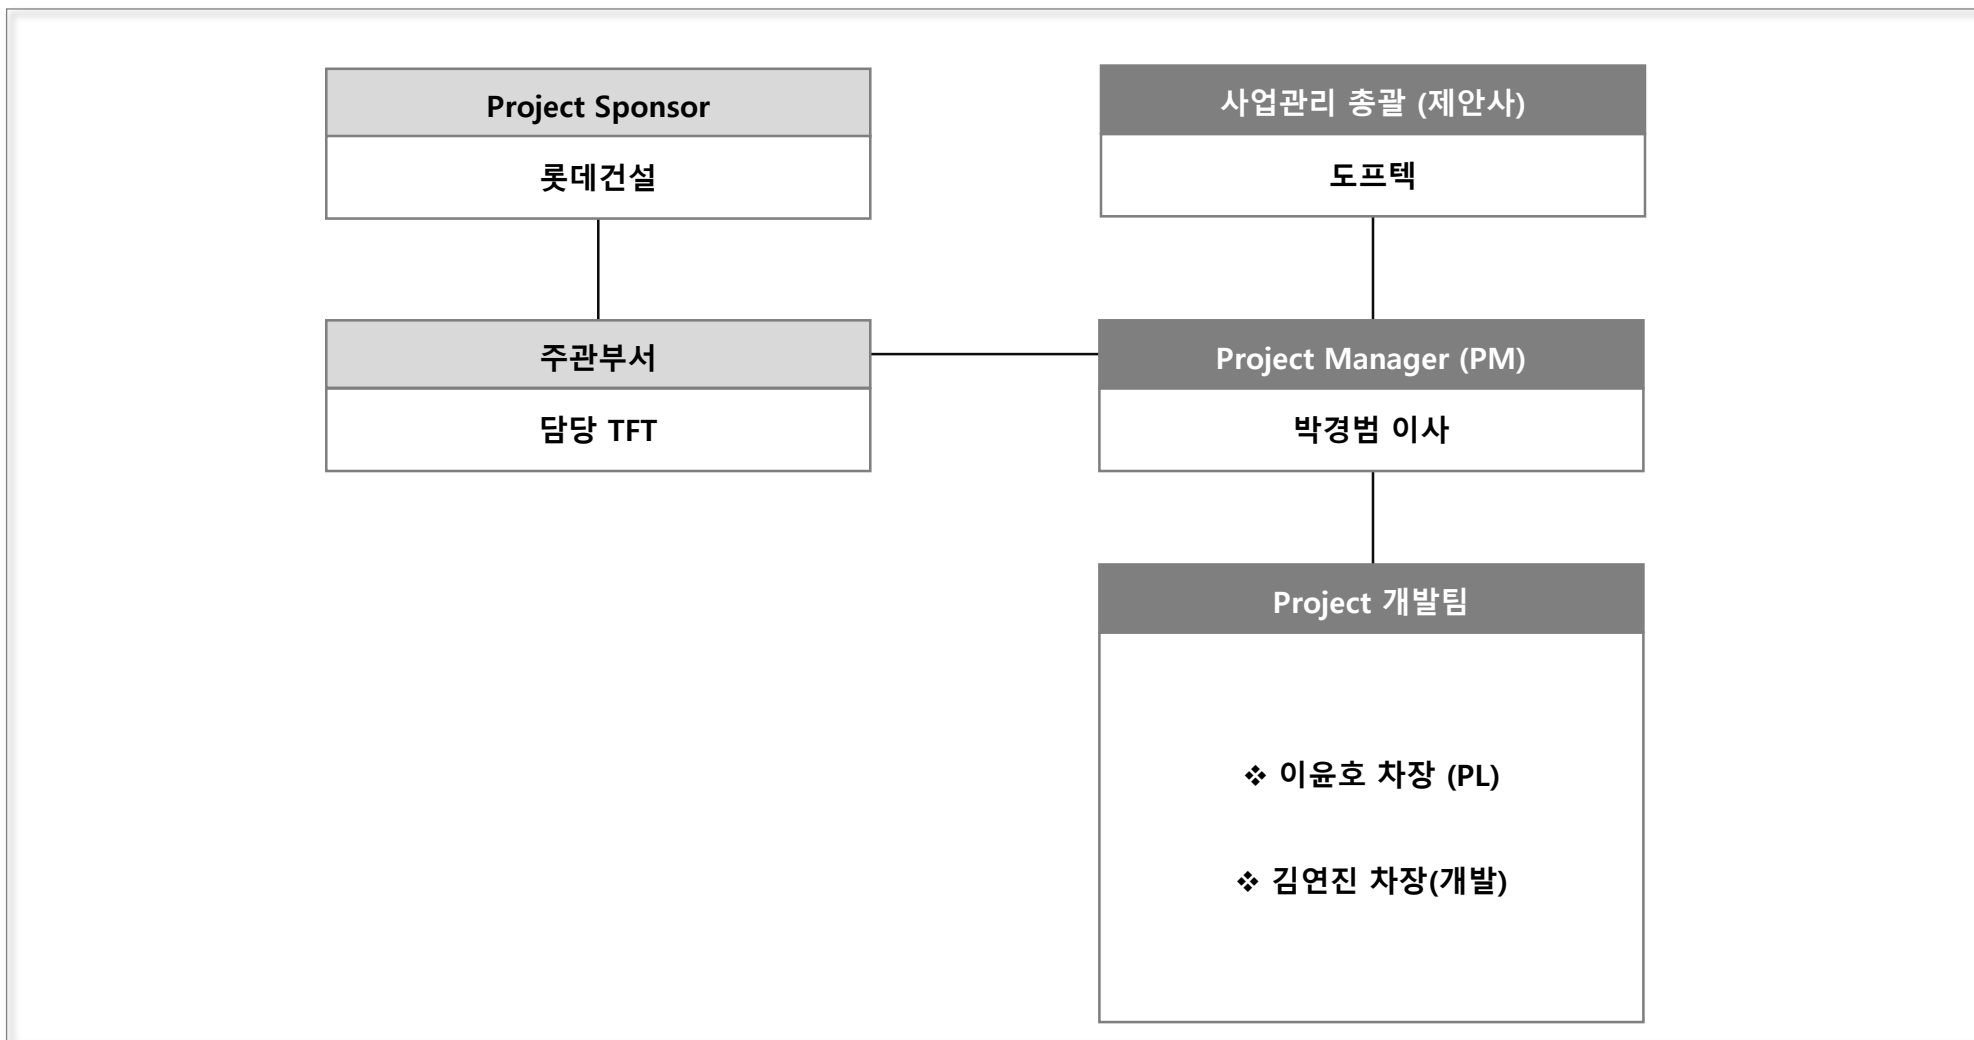 Project Sponsor
롯데건설
사업관리 총괄 (제안사)
도프텍
주관부서
담당 TFT
Project Manager (PM)
박경범 이사
Project 개발팀
❖ 이윤호 차장 (PL)
❖ 김연진 차장(개발)